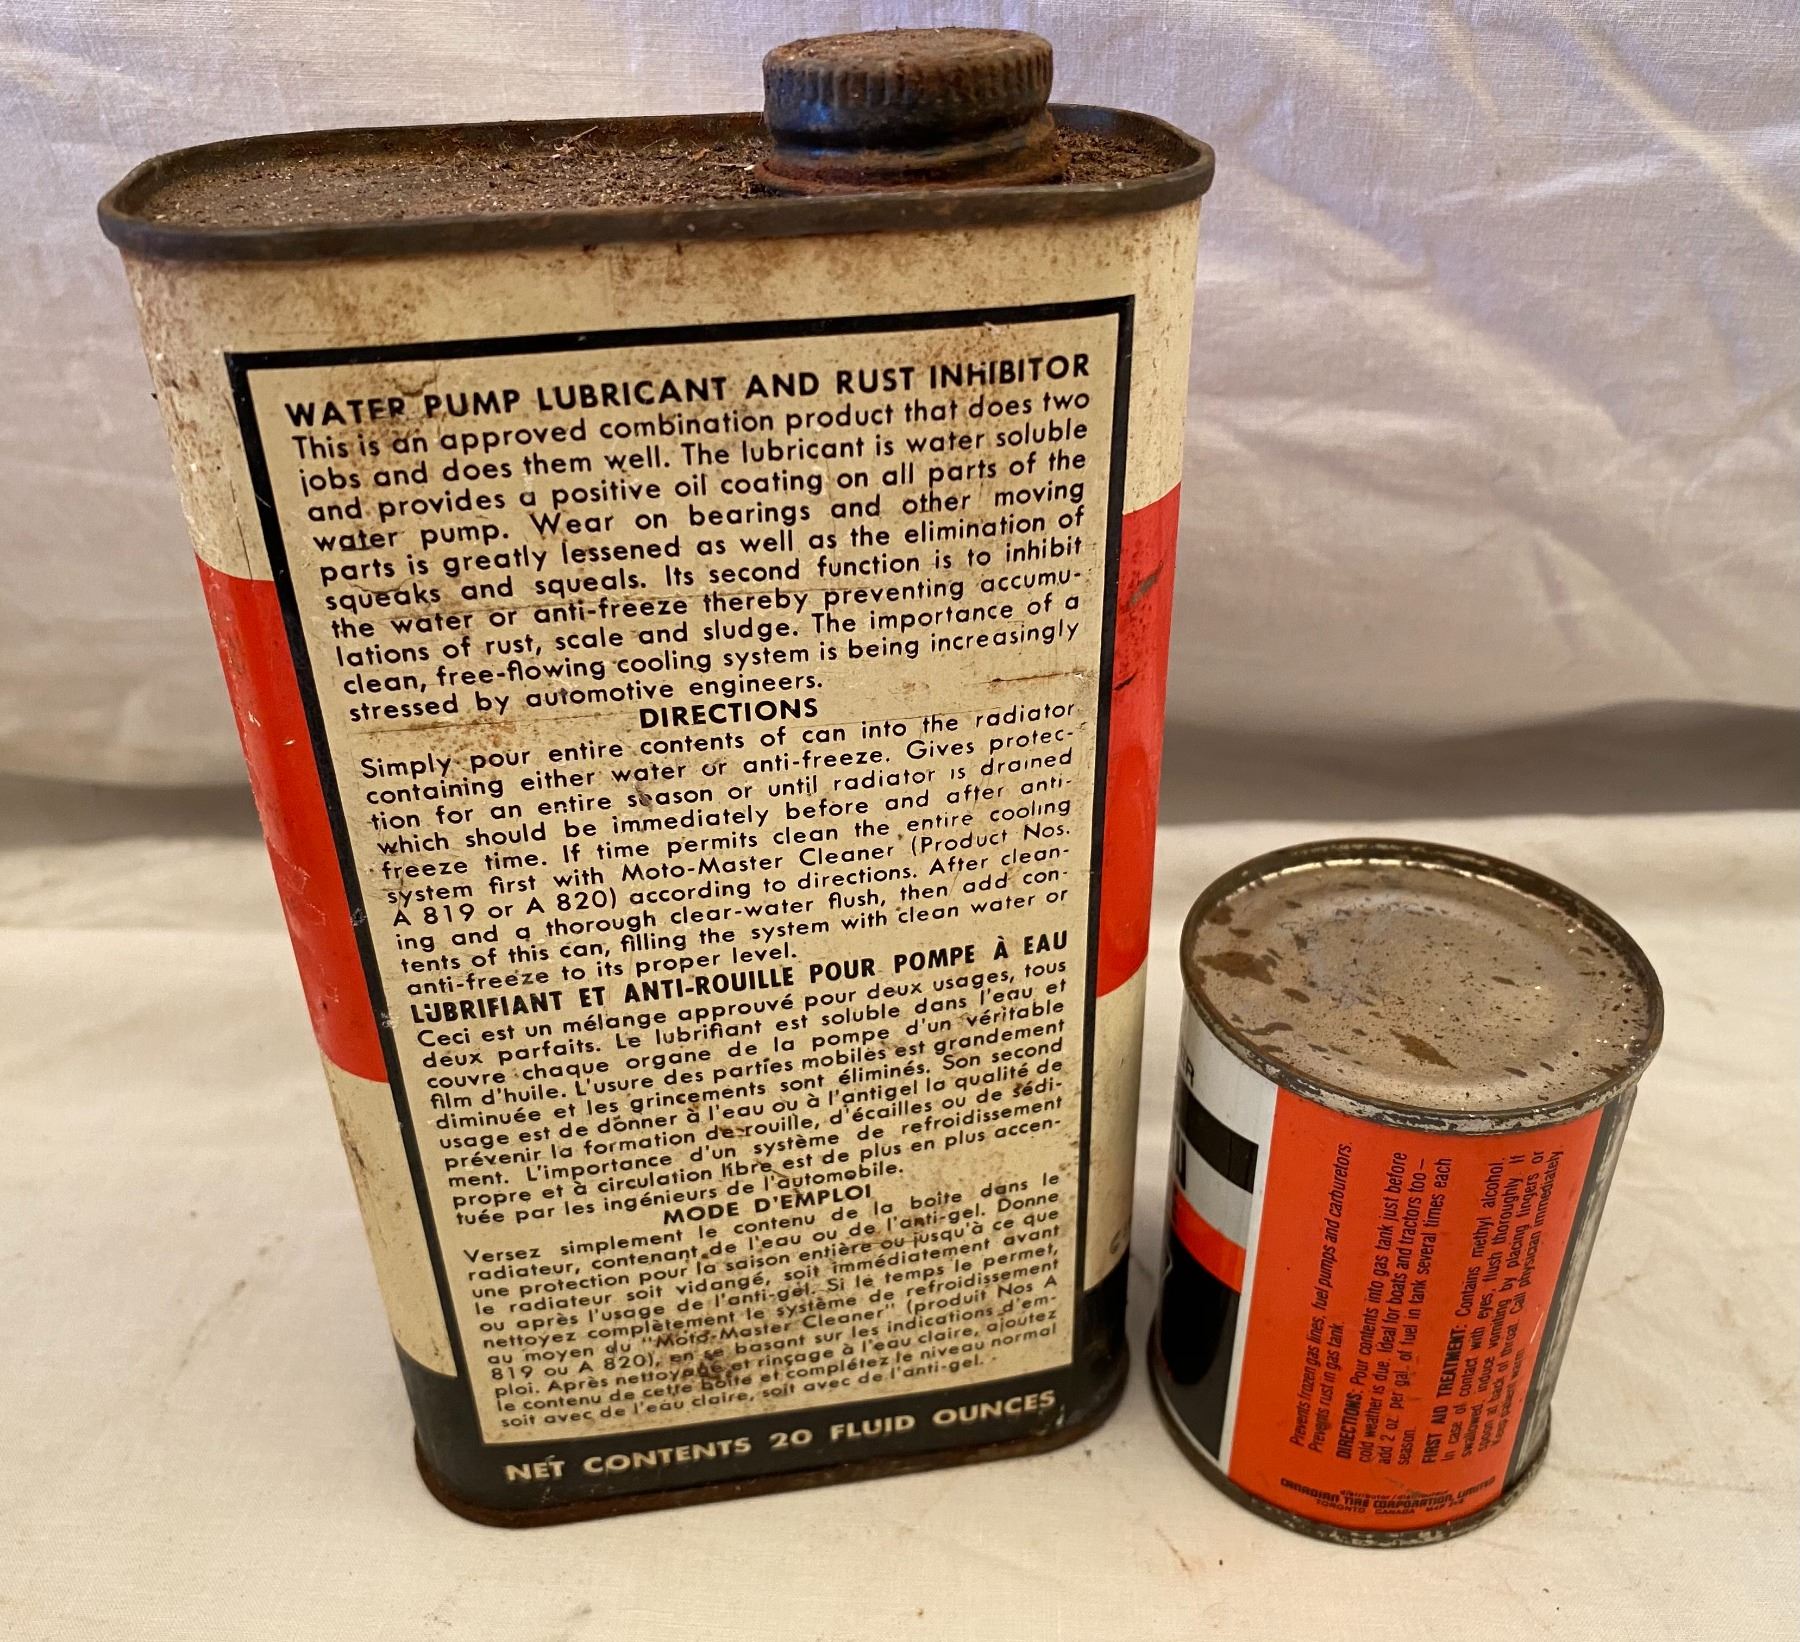 WATER PUMP LUBRICANT AND RUST INHIBITOR
This is an approved combination product that does two
jobs and does them well. The lubricant is water soluble
and provides a positive oil coating on all parts of the
water pump. Wear on bearings and other moving
parts is greatly lessened as well as the elimination of
squeaks and squeals. Its second function is to inhibit
the water or anti-freeze thereby preventing accumu-
lations of rust, scale and sludge. The importance of a
clean, free-flowing cooling system is being increasingly
stressed by automotive engineers.
DIRECTIONS
Simply pour entire contents of can into the radiator
containing either water or anti-freeze. Gives protec-
tion for an entire season or until radiator is drained
which should be immediately before and after anti-
freeze time. If time permits clean the entire cooling
system first with Moto-Master Cleaner (Product Nos.
A 819 or A 820) according to directions. After clean-
ing and a thorough clear-water flush, then add con-
tents of this can, filling the system with clean water or
anti-freeze to its proper level.
LUBRIFIANT ET ANTI-ROUILLE POUR POMPE À EAU
Ceci est un mélange approuvé pour deux usages, tous
deux parfaits. Le lubrifiant est soluble dans l'eau et
couvre chaque organe de la pompe d'un véritable
film d'huile. L'usure des parties mobiles est grandement
diminuée et les grincements sont éliminés. Son second
usage est de donner à l'eau ou à l'antigel la qualité de
prévenir la formation de rouille, d'écailles ou de sédi-
ment. L'importance d'un système de refroidissement
propre et à circulation libre est de plus en plus accen-
tuée par les ingénieurs de l'automobile.
MODE D'EMPLOI
Versez simplement le contenu de la boîte dans le
radiateur, contenant de l'eau ou de l'anti-gel. Donne
une protection pour la saison entière ou jusqu'à ce que
le radiateur soit vidangé, soit immédiatement avant
ou après l'usage de l'anti-gel. Si le temps le permet,
nettoyez complètement le système de refroidissement
au moyen du "Moto-Master Cleaner" (produit Nos A
819 ou A 820), en se basant sur les indications d'em-
ploi. Après nettoyage et rinçage à l'eau claire, ajoutez
le contenu de cette boîte et complétez le niveau normal
soit avec de l'eau claire, soit avec de l'anti-gel.
NET CONTENTS 20 FLUID OUNCES
Prevents frozen gas lines, fuel pumps and carburetors.
Prevents rust in gas tank.
DIRECTIONS: Pour contents into gas tank just before
cold weather is due. Ideal for boats and tractors too —
add 2 oz. per gal. of fuel in tank several times each
season.
FIRST AID TREATMENT: Contains methyl alcohol.
In case of contact with eyes, flush thoroughly. If
swallowed, induce vomiting by placing fingers or
spoon at back of throat. Call physician immediately
Keep patient warm.
distributor/distributeur
CANADIAN TIRE CORPORATION, LIMITED
TORONTO CANADA